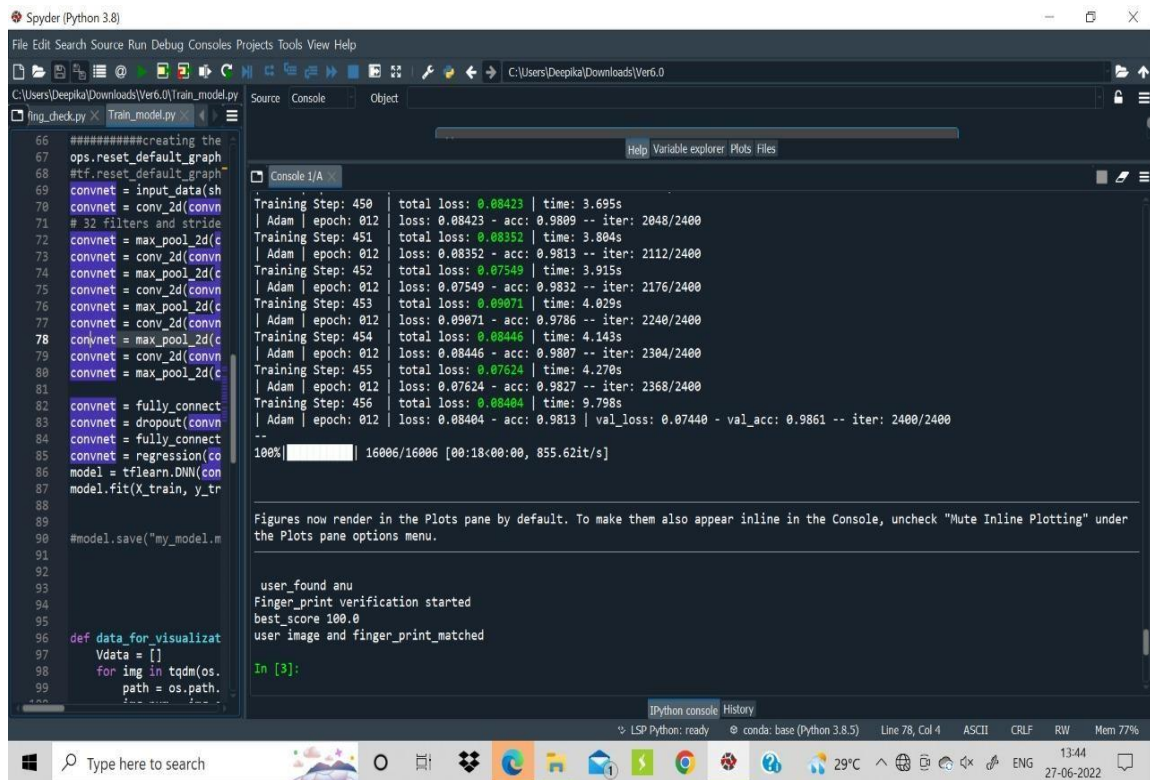 Spyder (Python 3.8)
File Edit Search Source Run Debug Consoles Projects Tools View Help
C:\Users\Deepika\Downloads\Ver6.0
C:\Users\Deepika\Downloads\Ver6.0\Train_model.py
fing_check.py Train_model.py
66 ###########creating the
67 ops.reset_default_graph
68 #tf.reset_default_graph
69 convnet = input_data(sh
70 convnet = conv_2d(convn
71 # 32 filters and stride
72 convnet = max_pool_2d(c
73 convnet = conv_2d(convn
74 convnet = max_pool_2d(c
75 convnet = conv_2d(convn
76 convnet = max_pool_2d(c
77 convnet = conv_2d(convn
78 convnet = max_pool_2d(c
79 convnet = conv_2d(convn
80 convnet = max_pool_2d(c
81
82 convnet = fully_connect
83 convnet = dropout(convn
84 convnet = fully_connect
85 convnet = regression(co
86 model = tflearn.DNN(con
87 model.fit(X_train, y_tr
88
89
90 #model.save("my_model.m
91
92
93
94
95
96 def data_for_visualizat
97 Vdata = []
98 for img in tqdm(os.
99 path = os.path.
Source Console Object
Help Variable explorer Plots Files
Console 1/A
Training Step: 450 | total loss: 0.08423 | time: 3.695s
| Adam | epoch: 012 | loss: 0.08423 - acc: 0.9809 -- iter: 2048/2400
Training Step: 451 | total loss: 0.08352 | time: 3.804s
| Adam | epoch: 012 | loss: 0.08352 - acc: 0.9813 -- iter: 2112/2400
Training Step: 452 | total loss: 0.07549 | time: 3.915s
| Adam | epoch: 012 | loss: 0.07549 - acc: 0.9832 -- iter: 2176/2400
Training Step: 453 | total loss: 0.09071 | time: 4.029s
| Adam | epoch: 012 | loss: 0.09071 - acc: 0.9786 -- iter: 2240/2400
Training Step: 454 | total loss: 0.08446 | time: 4.143s
| Adam | epoch: 012 | loss: 0.08446 - acc: 0.9807 -- iter: 2304/2400
Training Step: 455 | total loss: 0.07624 | time: 4.270s
| Adam | epoch: 012 | loss: 0.07624 - acc: 0.9827 -- iter: 2368/2400
Training Step: 456 | total loss: 0.08404 | time: 9.798s
| Adam | epoch: 012 | loss: 0.08404 - acc: 0.9813 | val_loss: 0.07440 - val_acc: 0.9861 -- iter: 2400/2400
--
100%| | 16006/16006 [00:18<00:00, 855.62it/s]
Figures now render in the Plots pane by default. To make them also appear inline in the Console, uncheck "Mute Inline Plotting" under
the Plots pane options menu.
user_found anu
Finger_print verification started
best_score 100.0
user image and finger_print_matched
In [3]:
IPython console History
LSP Python: ready conda: base (Python 3.8.5) Line 78, Col 4 ASCII CRLF RW Mem 77%
Type here to search
29°C ENG 13:44
27-06-2022